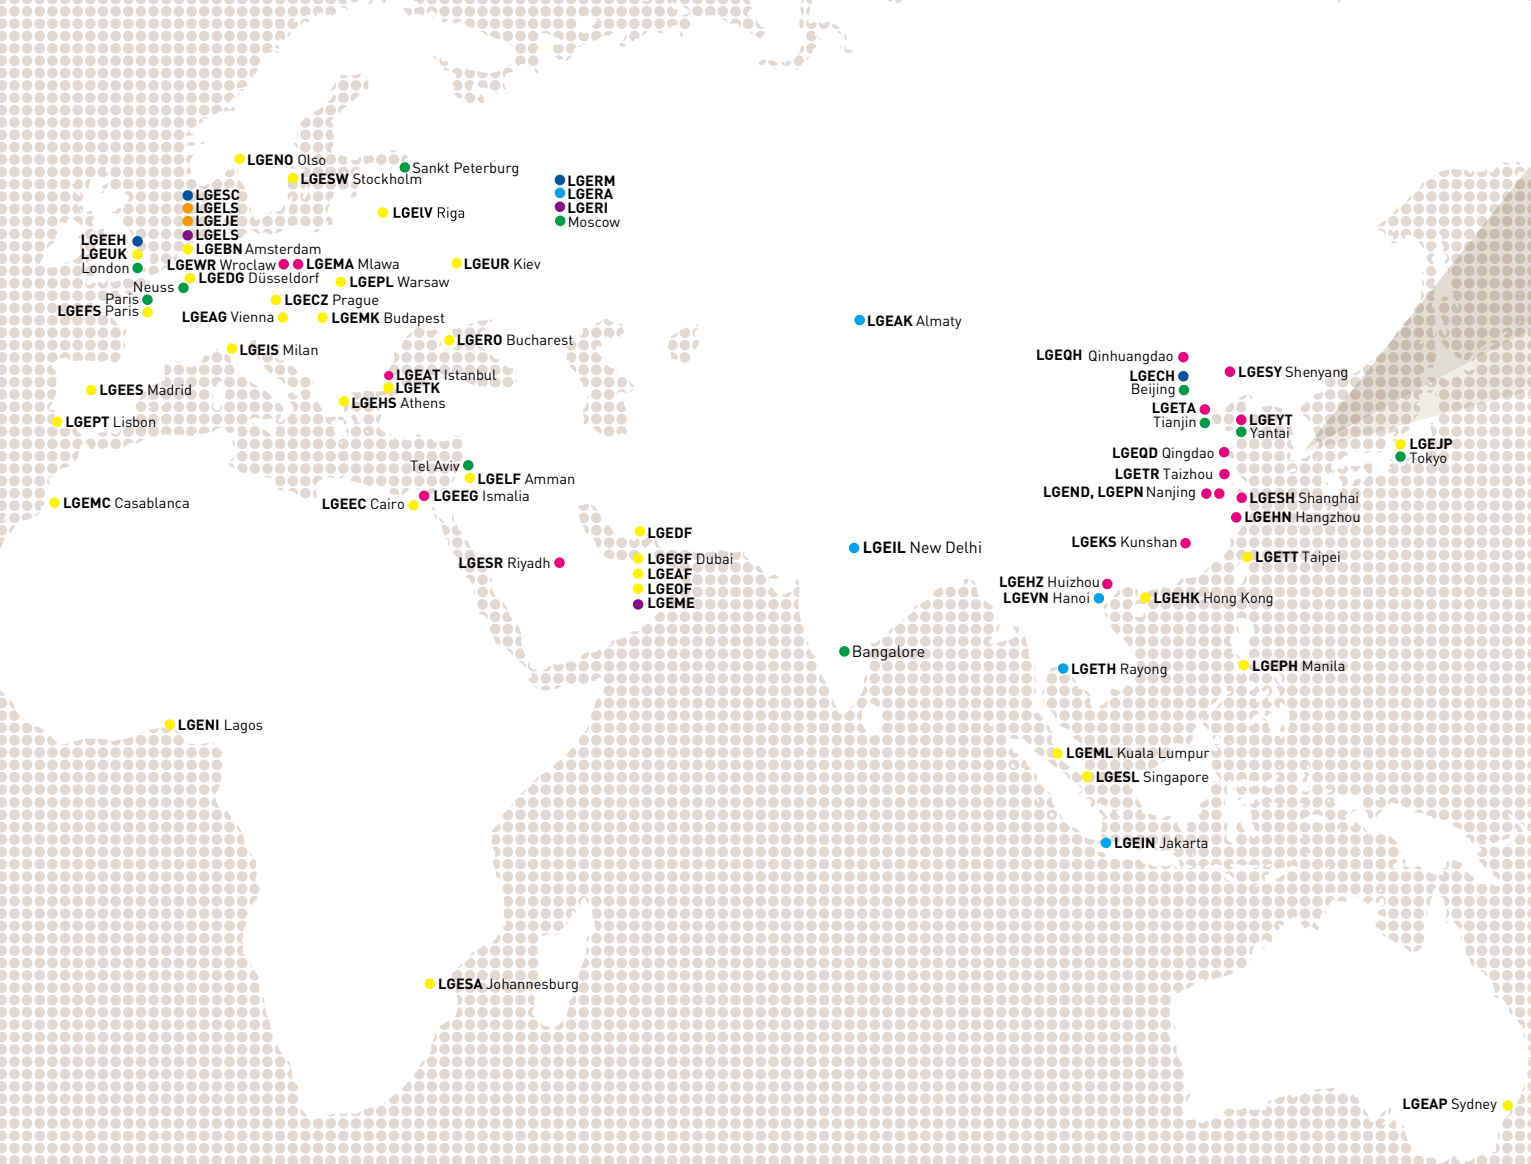 LGENO Olso
Sankt Peterburg
LGESW Stockholm
LGERM
LGERA
LGERI
Moscow
LGESC
LGELS
LGEJE
LGELS
LGEBN Amsterdam
LGElV Riga
LGEEH
LGEUK
London
LGEWR Wroclaw
LGEMA Mlawa
LGEUR Kiev
LGEDG Düsseldorf
LGEPL Warsaw
Neuss
Paris
LGEFS Paris
LGECZ Prague
LGEAG Vienna
LGEMK Budapest
LGEAK Almaty
LGERO Bucharest
LGEIS Milan
LGEQH Qinhuangdao
LGESY Shenyang
LGECH
Beijing
LGEAT Istanbul
LGETK
LGEES Madrid
LGEHS Athens
LGETA
Tianjin
LGEPT Lisbon
LGEYT
Yantai
LGEJP
Tokyo
LGEQD Qingdao
Tel Aviv
LGELF Amman
LGETR Taizhou
LGEND, LGEPN Nanjing
LGEEG Ismalia
LGESH Shanghai
LGEMC Casablanca
LGEEC Cairo
LGEHN Hangzhou
LGEDF
LGEKS Kunshan
LGEIL New Delhi
LGEGF Dubai
LGETT Taipei
LGESR Riyadh
LGEAF
LGEHZ Huizhou
LGEOF
LGEVN Hanoi
LGEHK Hong Kong
LGEME
Bangalore
LGETH Rayong
LGEPH Manila
LGENI Lagos
LGEML Kuala Lumpur
LGESL Singapore
LGEIN Jakarta
LGESA Johannesburg
LGEAP Sydney